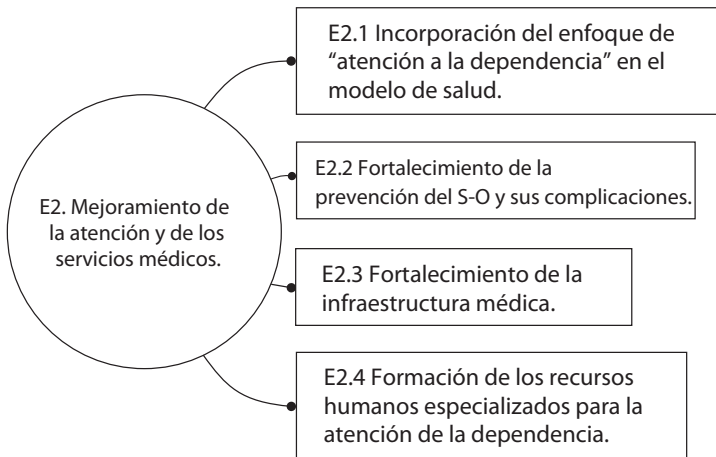 E2. Mejoramiento de
la atención y de los
servicios médicos.
E2.1 Incorporación del enfoque de
“atención a la dependencia” en el
modelo de salud.
E2.2 Fortalecimiento de la
prevención del S-O y sus complicaciones.
E2.3 Fortalecimiento de la
infraestructura médica.
E2.4 Formación de los recursos
humanos especializados para la
atención de la dependencia.